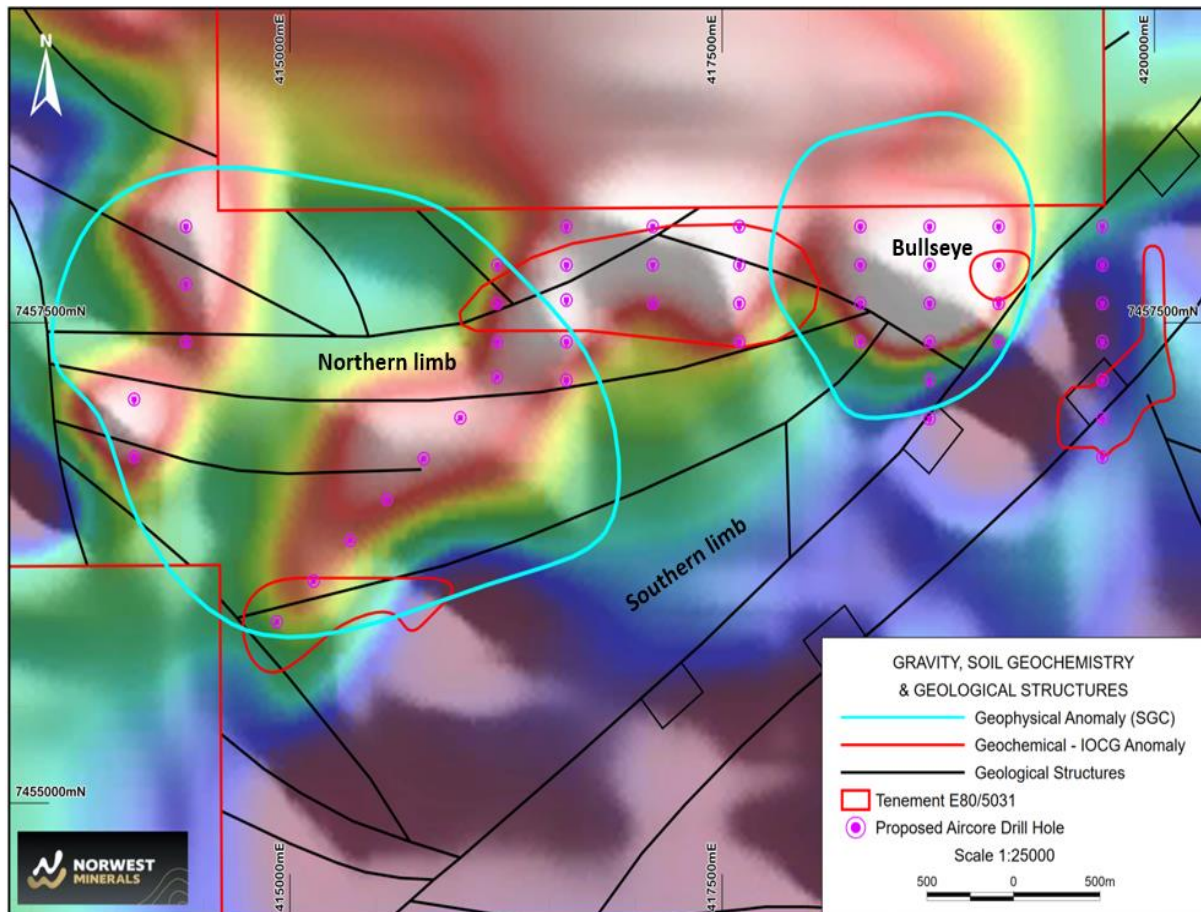 N
415000mE
417500mE
420000mE
Bullseye
7457500mN
7457500mN
Northern limb
Southern limb
7455000mN
GRAVITY, SOIL GEOCHEMISTRY
& GEOLOGICAL STRUCTURES
Geophysical Anomaly (SGC)
Geochemical - IOCG Anomaly
Geological Structures
Tenement E80/5031
Proposed Aircore Drill Hole
Scale 1:25000
500 0 500m
NORWEST
MINERALS
415000mE
417500mE